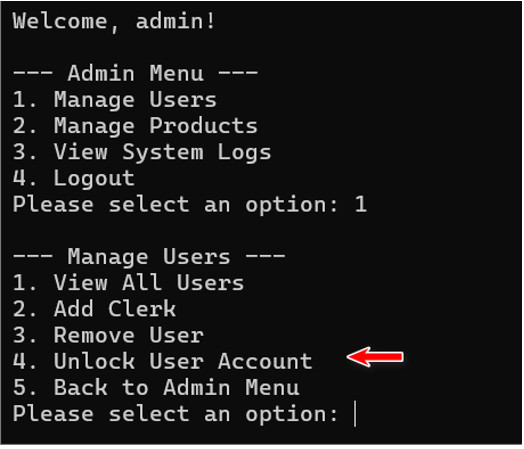 Welcome, admin!
--- Admin Menu ---
1. Manage Users
2. Manage Products
3. View System Logs
4. Logout
Please select an option: 1
--- Manage Users ---
1. View All Users
2. Add Clerk
3. Remove User
4. Unlock User Account
5. Back to Admin Menu
Please select an option: